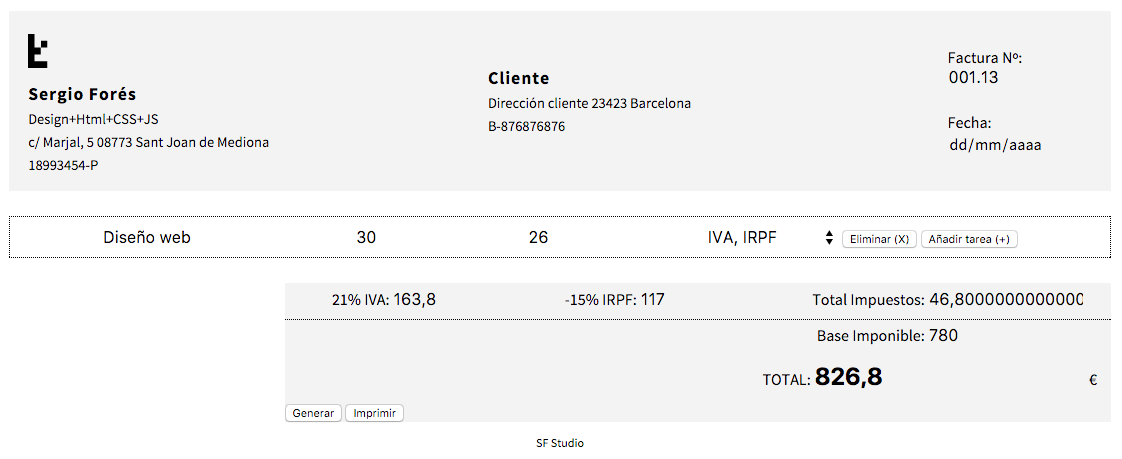 Sergio Forés
Design+Html+CSS+JS
c/ Marjal, 5 08773 Sant Joan de Mediona
18993454-P
Cliente
Dirección cliente 23423 Barcelona
B-876876876
Factura Nº:
001.13
Fecha:
dd/mm/aaaa
Diseño web 30 26 IVA, IRPF Eliminar (X) Añadir tarea (+)
21% IVA: 163,8 -15% IRPF: 117 Total Impuestos: 46,8000000000000
Base Imponible: 780
TOTAL: 826,8 €
Generar Imprimir
SF Studio